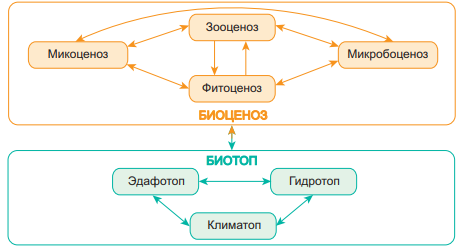 Зооценоз
Микоценоз
Микробоценоз
Фитоценоз
БИОЦЕНОЗ
БИОТОП
Эдафотоп
Гидротоп
Климатоп